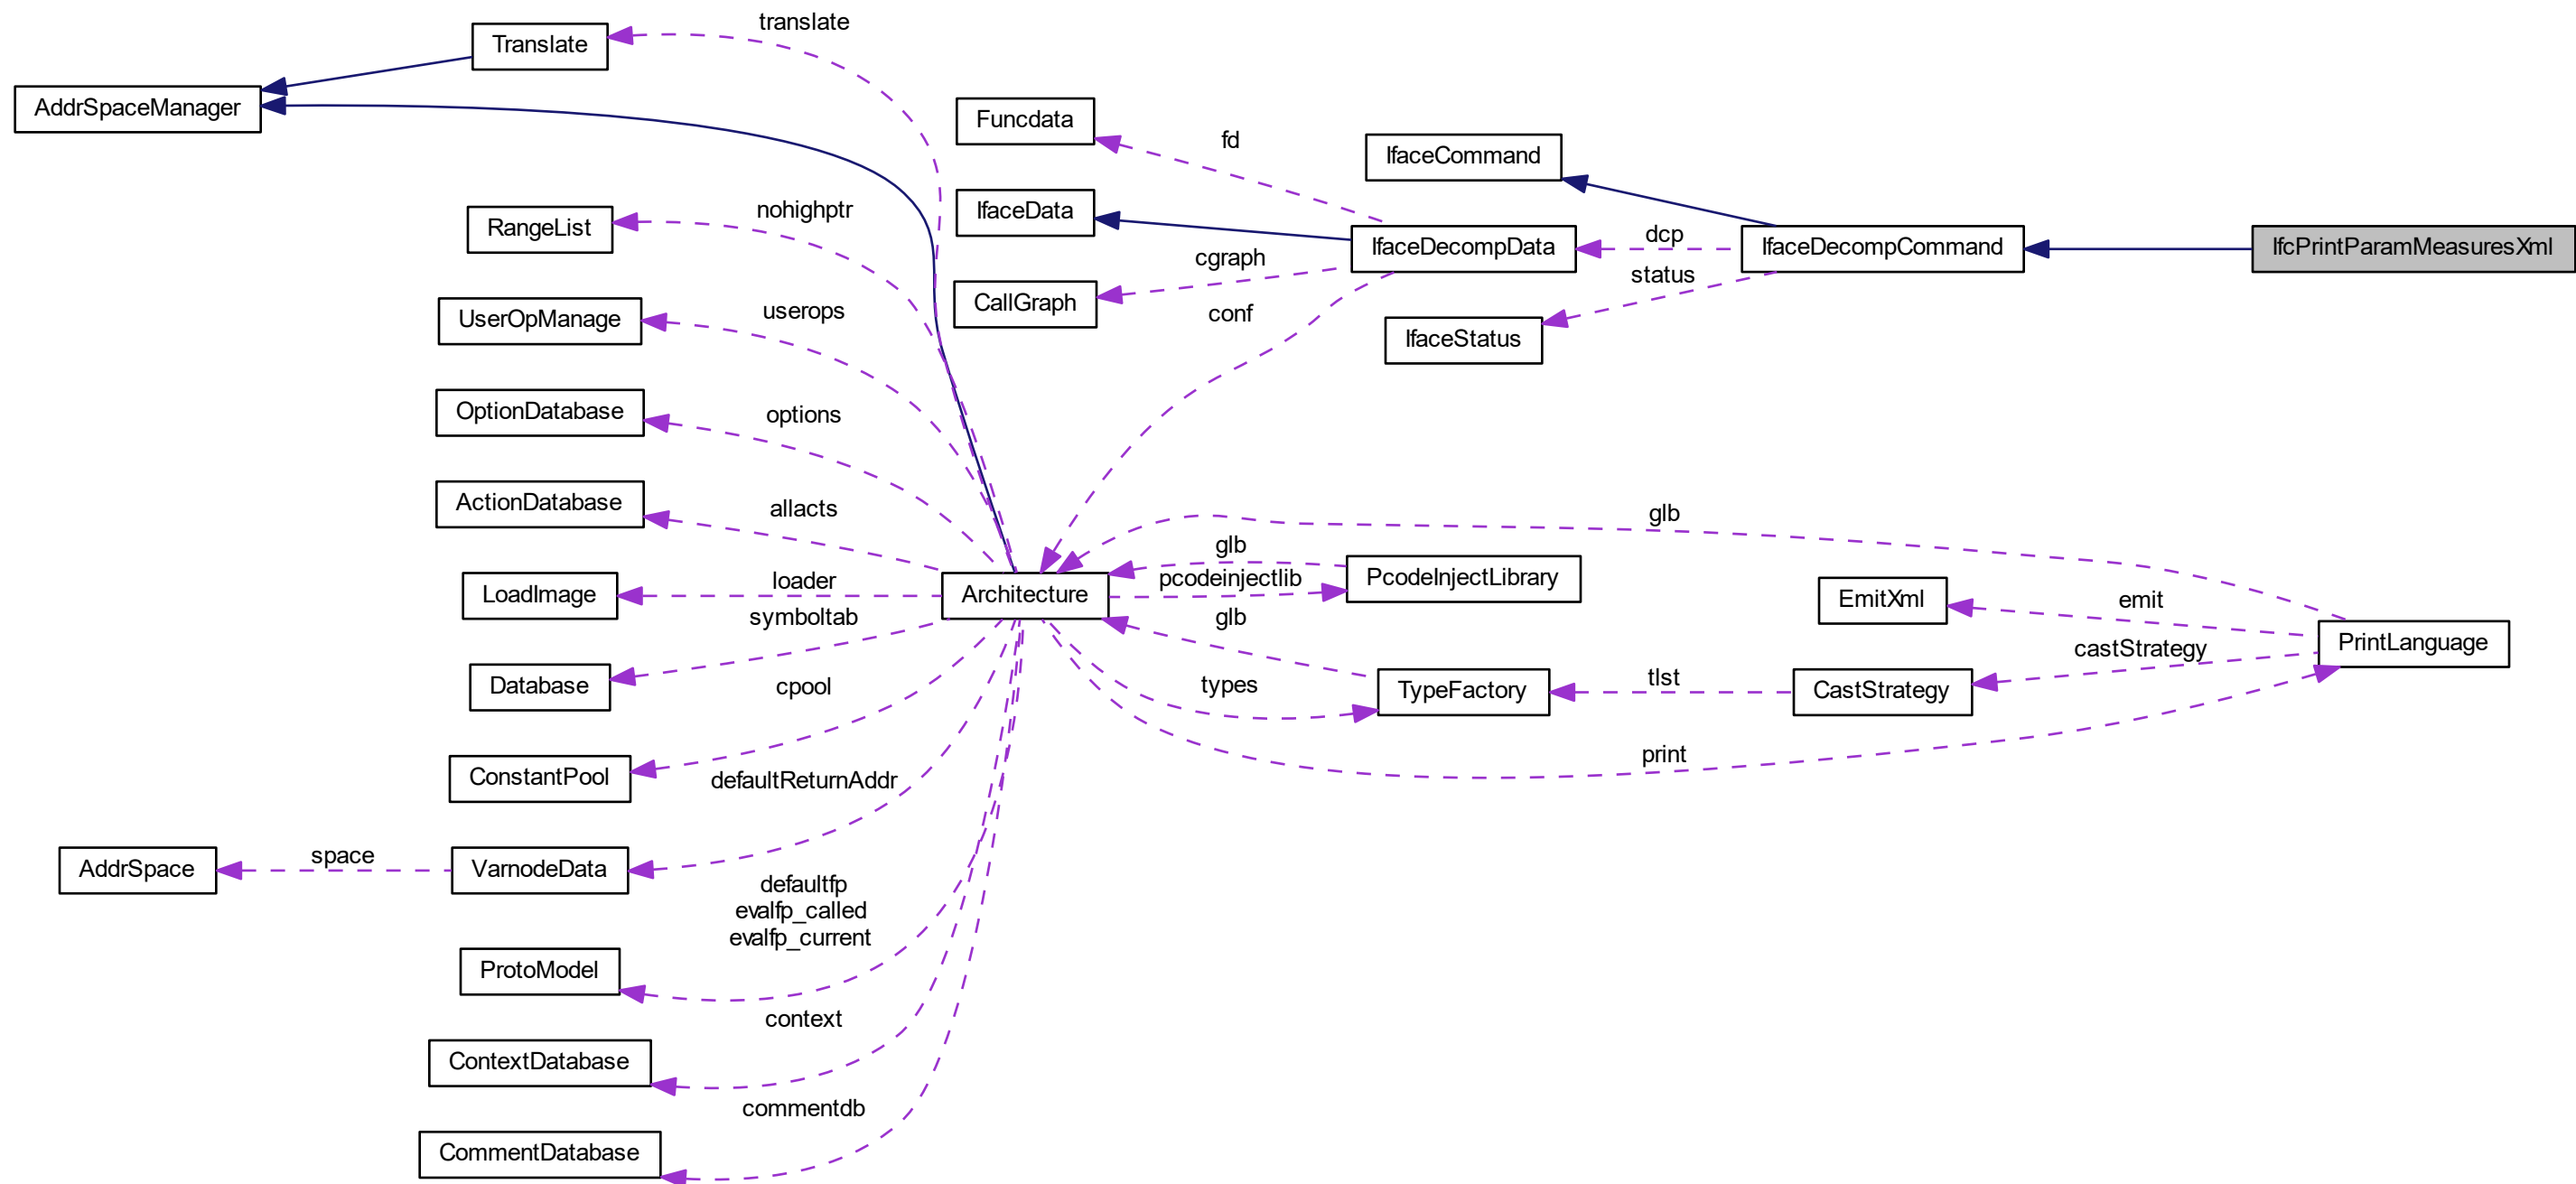 translate
Translate
AddrSpaceManager
Funcdata
fd
IfaceCommand
nohighptr
RangeList
IfaceData
IfaceDecompData
dcp
IfaceDecompCommand
IfcPrintParamMeasuresXml
cgraph
status
CallGraph
conf
userops
UserOpManage
IfaceStatus
options
OptionDatabase
allacts
ActionDatabase
glb
glb
loader
LoadImage
Architecture
pcodeinjectlib
PcodeInjectLibrary
symboltab
glb
EmitXml
emit
PrintLanguage
castStrategy
Database
cpool
types
TypeFactory
tlst
CastStrategy
print
ConstantPool
defaultReturnAddr
AddrSpace
space
VarnodeData
defaultfp
evalfp_called
evalfp_current
ProtoModel
context
ContextDatabase
commentdb
CommentDatabase